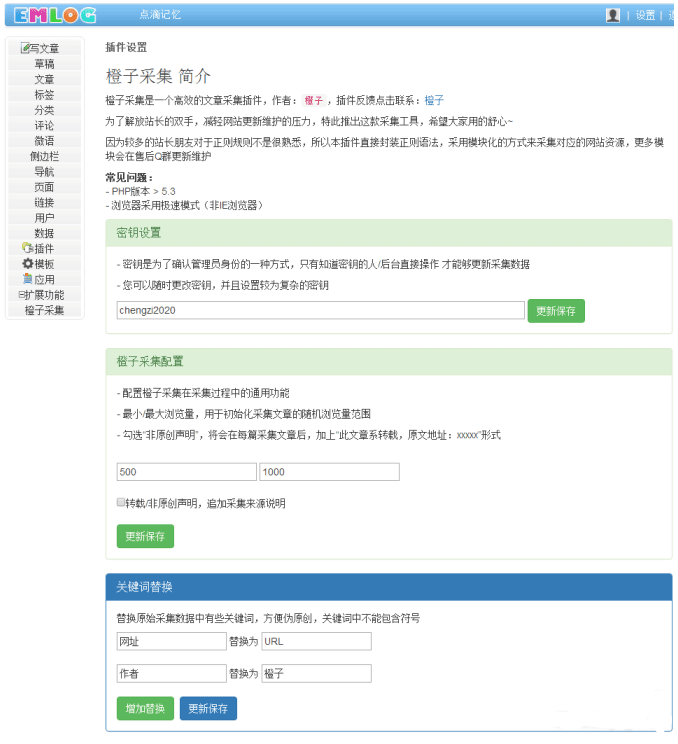 EMLOG
点滴记忆
| 设置 |
写文章
草稿
文章
标签
分类
评论
微语
侧边栏
导航
页面
链接
用户
数据
插件
模板
应用
扩展功能
橙子采集
插件设置
橙子采集 简介
橙子采集是一个高效的文章采集插件，作者： 橙子 ，插件反馈点击联系：橙子
为了解放站长的双手，减轻网站更新维护的压力，特此推出这款采集工具，希望大家用的舒心~
因为较多的站长朋友对于正则规则不是很熟悉，所以本插件直接封装正则语法，采用模块化的方式来采集对应的网站资源，更多模
块会在售后Q群更新维护
常见问题：
- PHP版本 > 5.3
- 浏览器采用极速模式（非IE浏览器）
密钥设置
- 密钥是为了确认管理员身份的一种方式，只有知道密钥的人/后台直接操作 才能够更新采集数据
- 您可以随时更改密钥，并且设置较为复杂的密钥
chengzi2020 更新保存
橙子采集配置
- 配置橙子采集在采集过程中的通用功能
- 最小/最大浏览量，用于初始化采集文章的随机浏览量范围
- 勾选"非原创声明"，将会在每篇采集文章后，加上"此文章系转载，原文地址：xxxxx"形式
500 1000
转载/非原创声明，追加采集来源说明
更新保存
关键词替换
替换原始采集数据中有些关键词，方便伪原创，关键词中不能包含符号
网址 替换为 URL
作者 替换为 橙子
增加替换 更新保存